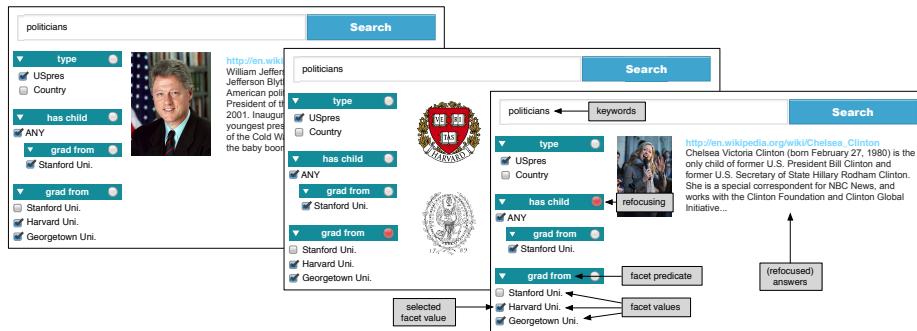 politicians
Search
type
USpres
Country
has child
ANY
grad from
Stanford Uni.
grad from
Stanford Uni.
Harvard Uni.
Georgetown Uni.
http://en.wiki
William Jeffers
Jefferson Blyth
American polit
President of th
2001. Inaugur
youngest pres
of the Cold Wa
the baby boom
politicians
Search
type
USpres
Country
has child
ANY
grad from
Stanford Uni.
grad from
Stanford Uni.
Harvard Uni.
Georgetown Uni.
VE RI
TAS
HARVARD
17 89
politicians
keywords
Search
type
USpres
Country
has child
refocusing
ANY
grad from
Stanford Uni.
grad from
facet predicate
Stanford Uni.
Harvard Uni.
facet values
Georgetown Uni.
selected
facet value
http://en.wikipedia.org/wiki/Chelsea_Clinton
Chelsea Victoria Clinton (born February 27, 1980) is the
only child of former U.S. President Bill Clinton and
former U.S. Secretary of State Hillary Rodham Clinton.
She is a special correspondent for NBC News, and
works with the Clinton Foundation and Clinton Global
Initiative...
(refocused)
answers